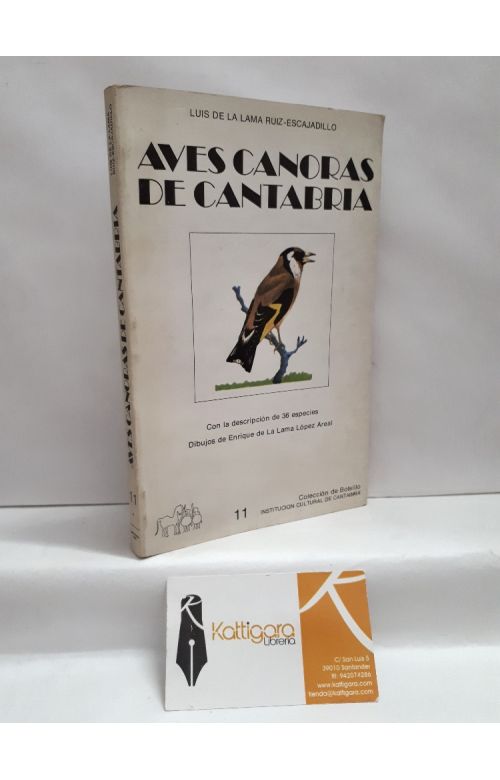 LUIS DE LA LAMA RUIZ-ESCAJADILLO
AVES CANORAS
DE CANTABRIA
Con la descripción de 36 especies
Dibujos de Enrique de La Lama López Areal
Colección de Bolsillo
11 INSTITUCION CULTURAL DE CANTABRIA
AVES CANORAS DE CANTABRIA
11
Kattigara
Librería
C/ San Luis 5
39010 Santander
tlf: 942074286
www.kattigara.com
tienda@kattigara.com